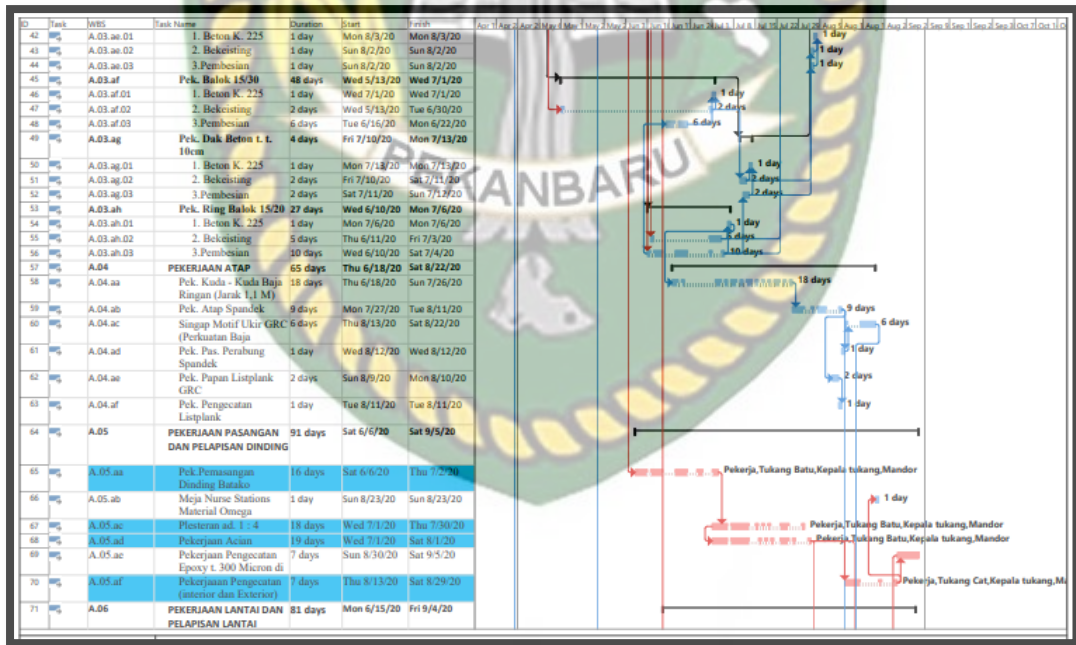 ID Task WBS Task Name Duration Start Finish
42 A.03.ae.01 1. Beton K. 225 1 day Mon 8/3/20 Mon 8/3/20 1 day
43 A.03.ae.02 2. Bekeisting 1 day Sun 8/2/20 Sun 8/2/20 1 day
44 A.03.ae.03 3.Pembesian 1 day Sun 8/2/20 Sun 8/2/20 1 day
45 A.03.af Pek. Balok 15/30 48 days Wed 5/13/20 Wed 7/1/20
46 A.03.af.01 1. Beton K. 225 1 day Wed 7/1/20 Wed 7/1/20 1 day
47 A.03.af.02 2. Bekeisting 2 days Wed 5/13/20 Tue 6/30/20 2 days
48 A.03.af.03 3.Pembesian 6 days Tue 6/16/20 Mon 6/22/20 6 days
49 A.03.ag Pek. Dak Beton t. t. 4 days Fri 7/10/20 Mon 7/13/20
10cm
50 A.03.ag.01 1. Beton K. 225 1 day Mon 7/13/20 Mon 7/13/20 1 day
51 A.03.ag.02 2. Bekeisting 2 days Fri 7/10/20 Sat 7/11/20 2 days
52 A.03.ag.03 3.Pembesian 2 days Sat 7/11/20 Sun 7/12/20 2 days
53 A.03.ah Pek. Ring Balok 15/20 27 days Wed 6/10/20 Mon 7/6/20
54 A.03.ah.01 1. Beton K. 225 1 day Mon 7/6/20 Mon 7/6/20 1 day
55 A.03.ah.02 2. Bekeisting 5 days Thu 6/11/20 Fri 7/3/20 days
56 A.03.ah.03 3.Pembesian 10 days Wed 6/10/20 Sat 7/4/20 10 days
57 A.04 PEKERJAAN ATAP 65 days Thu 6/18/20 Sat 8/22/20
58 A.04.aa Pek. Kuda - Kuda Baja 18 days Thu 6/18/20 Sun 7/26/20 18 days
Ringan (Jarak 1,1 M)
59 A.04.ab Pek. Atap Spandek 9 days Mon 7/27/20 Tue 8/11/20 9 days
60 A.04.ac Singap Motif Ukir GRC 6 days Thu 8/13/20 Sat 8/22/20 6 days
(Perkuatan Baja
61 A.04.ad Pek. Pas. Perabung 1 day Wed 8/12/20 Wed 8/12/20 1 day
Spandek
62 A.04.ae Pek. Papan Listplank 2 days Sun 8/9/20 Mon 8/10/20 2 days
GRC
63 A.04.af Pek. Pengecatan 1 day Tue 8/11/20 Tue 8/11/20 1 day
Listplank
64 A.05 PEKERJAAN PASANGAN 91 days Sat 6/6/20 Sat 9/5/20
DAN PELAPISAN DINDING
65 A.05.aa Pek.Pemasangan 16 days Sat 6/6/20 Thu 7/2/20 Pekerja,Tukang Batu,Kepala tukang,Mandor
Dinding Batako
66 A.05.ab Meja Nurse Stations 1 day Sun 8/23/20 Sun 8/23/20 1 day
Material Omega
67 A.05.ac Plesteran ad. 1 : 4 18 days Wed 7/1/20 Thu 7/30/20 Pekerja,Tukang Batu,Kepala tukang,Mandor
68 A.05.ad Pekerjaan Acian 19 days Wed 7/1/20 Sat 8/1/20 Pekerja,Tukang Batu,Kepala tukang,Mandor
69 A.05.ae Pekerjaan Pengecatan 7 days Sun 8/30/20 Sat 9/5/20
Epoxy t. 300 Micron di
70 A.05.af Pekerjaaan Pengecatan 7 days Thu 8/13/20 Sat 8/29/20 Pekerja,Tukang Cat,Kepala tukang,Ma
(interior dan Exterior)
71 A.06 PEKERJAAN LANTAI DAN 81 days Mon 6/15/20 Fri 9/4/20
PELAPISAN LANTAI
PEKANBARU